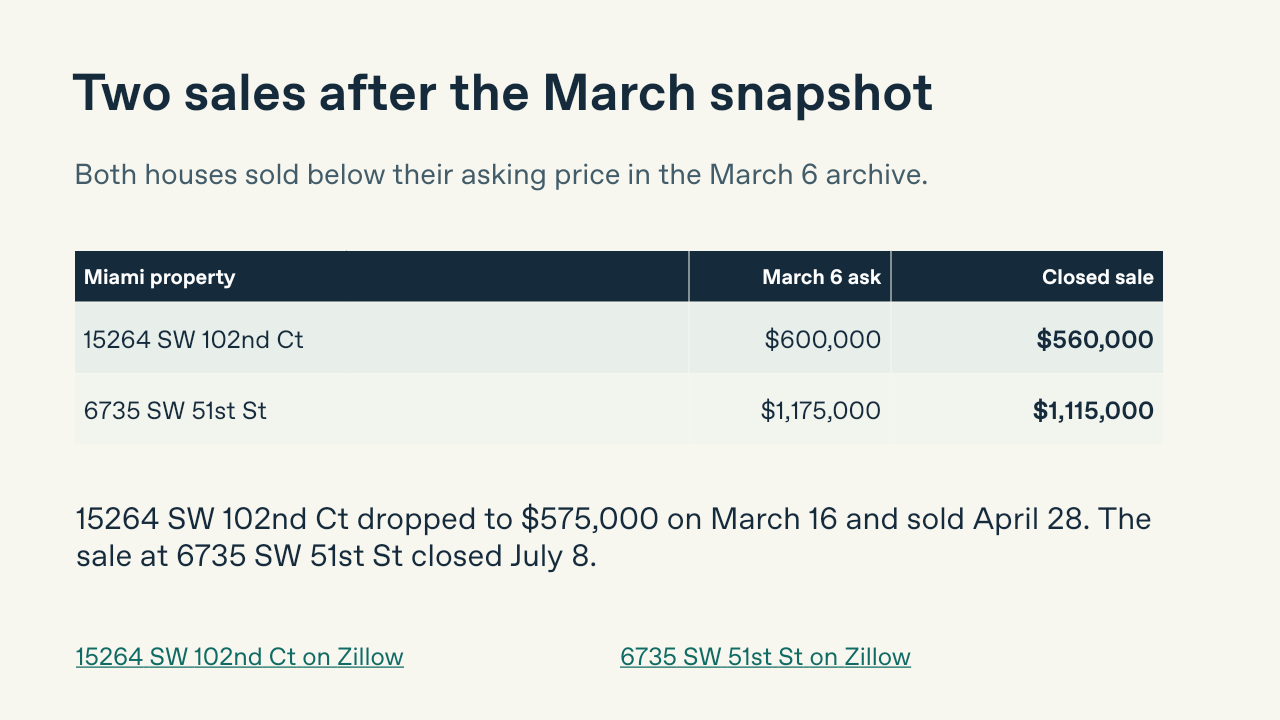 Two sales after the March snapshot
Both houses sold below their asking price in the March 6 archive.
Miami property March 6 ask Closed sale
15264 SW 102nd Ct $600,000 $560,000
6735 SW 51st St $1,175,000 $1,115,000
15264 SW 102nd Ct dropped to $575,000 on March 16 and sold April 28. The
sale at 6735 SW 51st St closed July 8.
15264 SW 102nd Ct on Zillow 6735 SW 51st St on Zillow